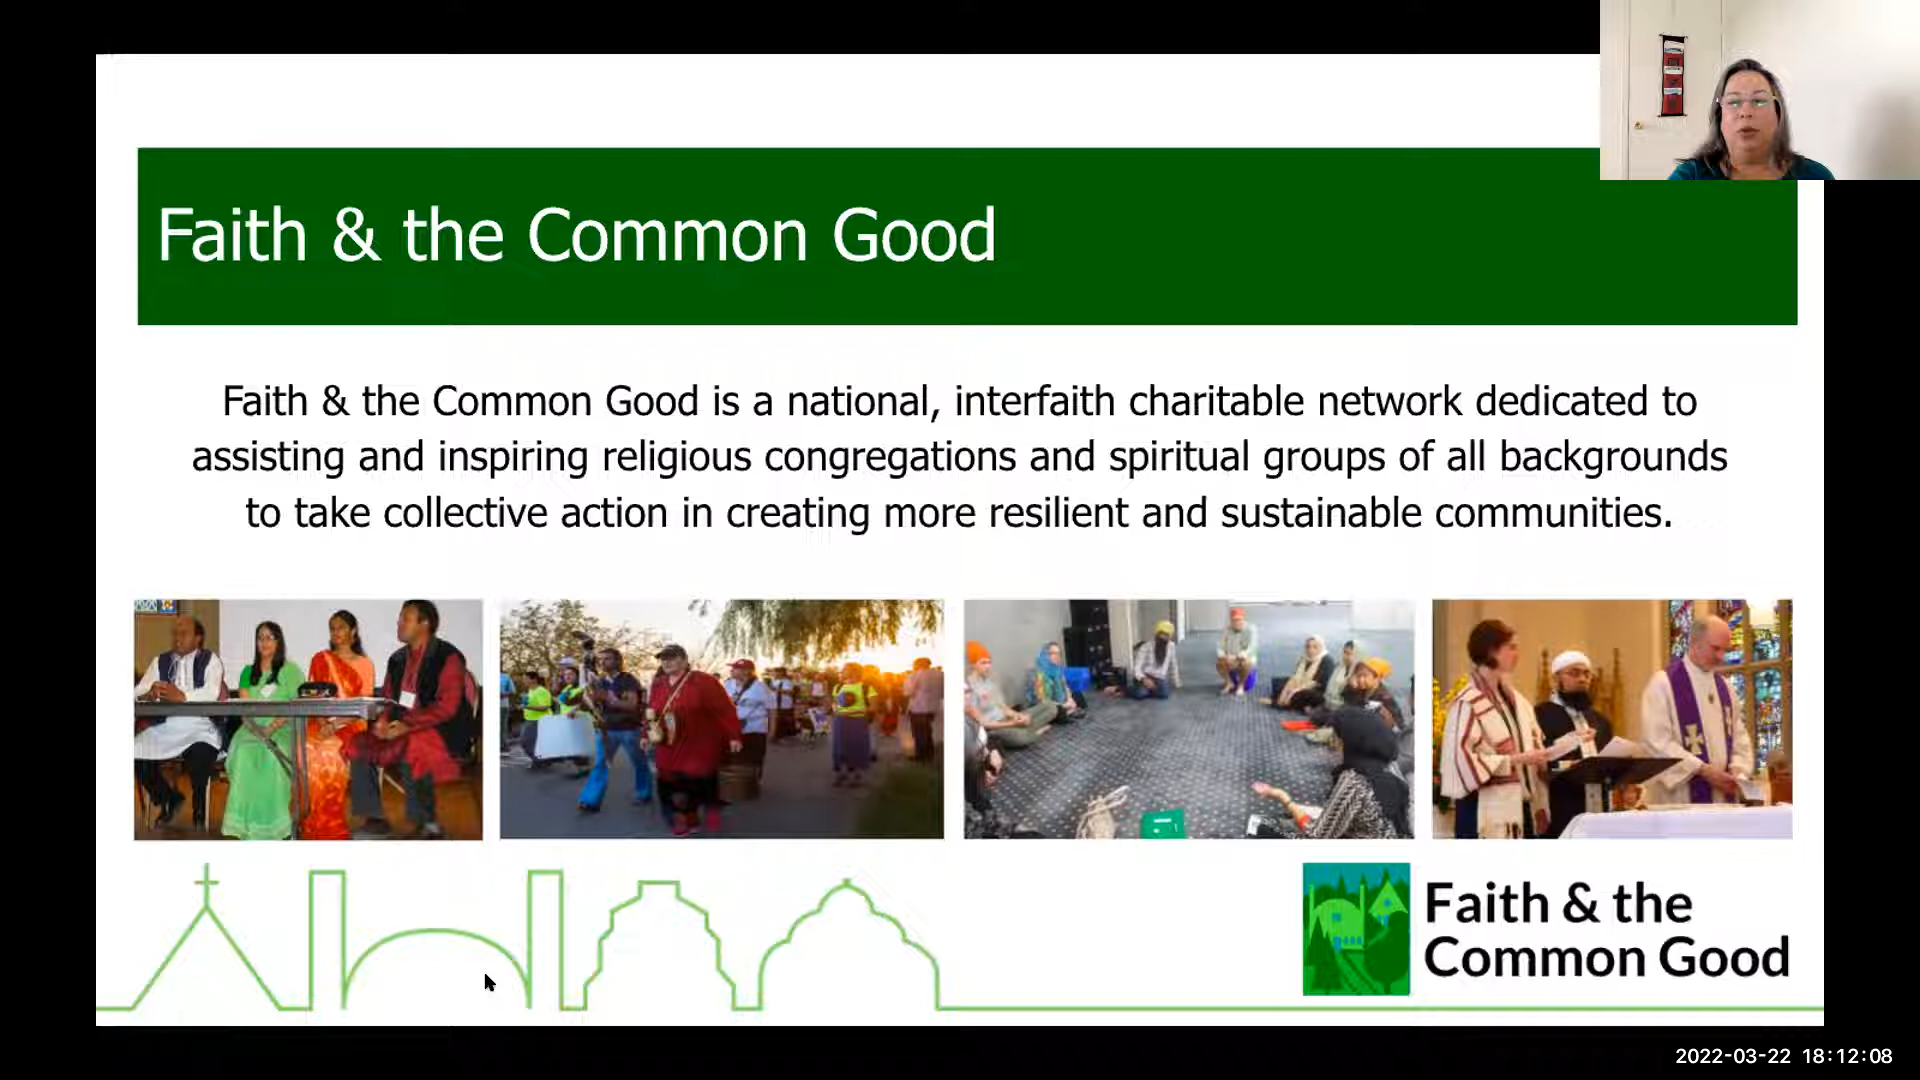 Faith & the Common Good
Faith & the Common Good is a national, interfaith charitable network dedicated to
assisting and inspiring religious congregations and spiritual groups of all backgrounds
to take collective action in creating more resilient and sustainable communities.
Faith & the
Common Good
2022-03-22 18:12:08